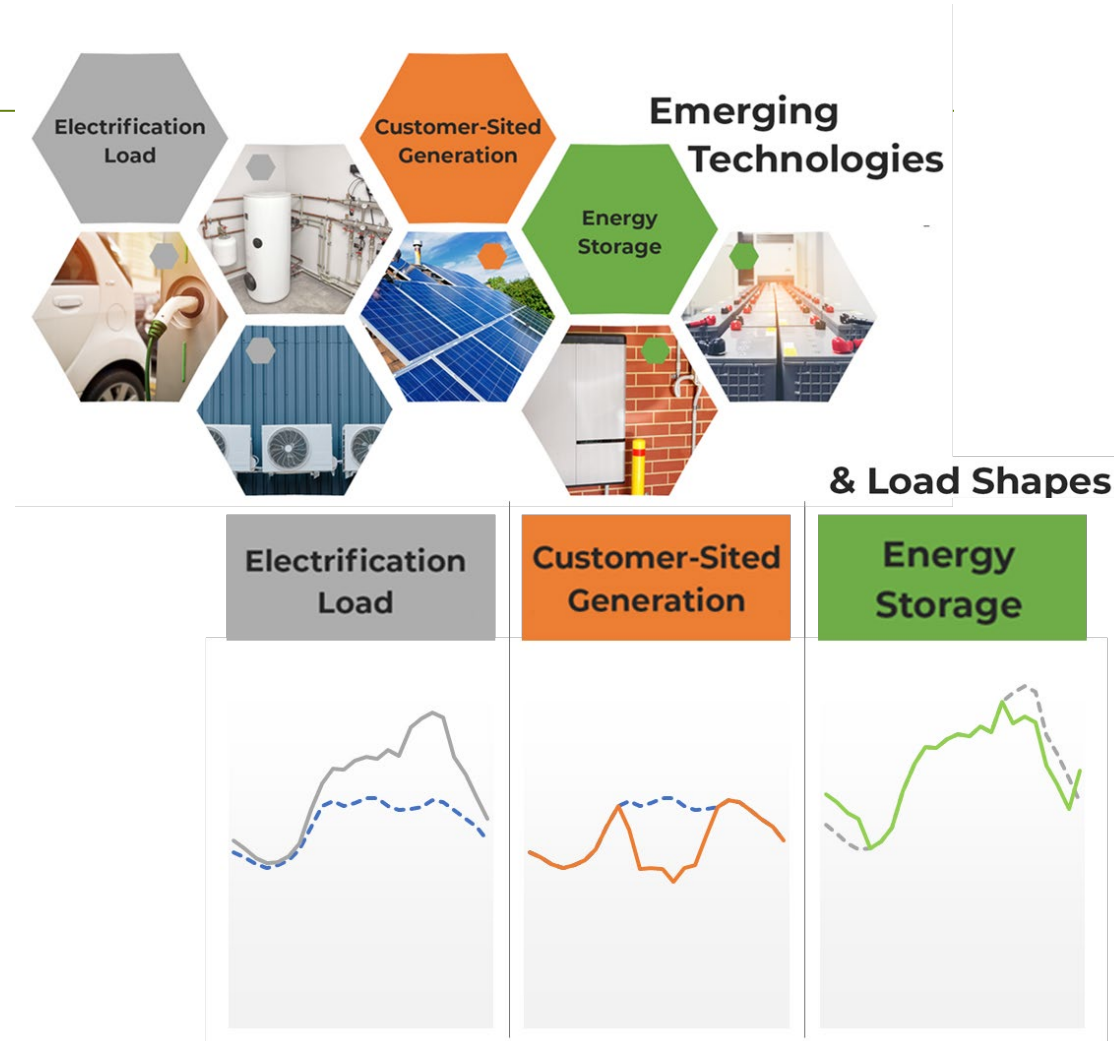 Electrification
Load
Customer-Sited
Generation
Emerging
Technologies
Energy
Storage
& Load Shapes
Electrification
Load
Customer-Sited
Generation
Energy
Storage